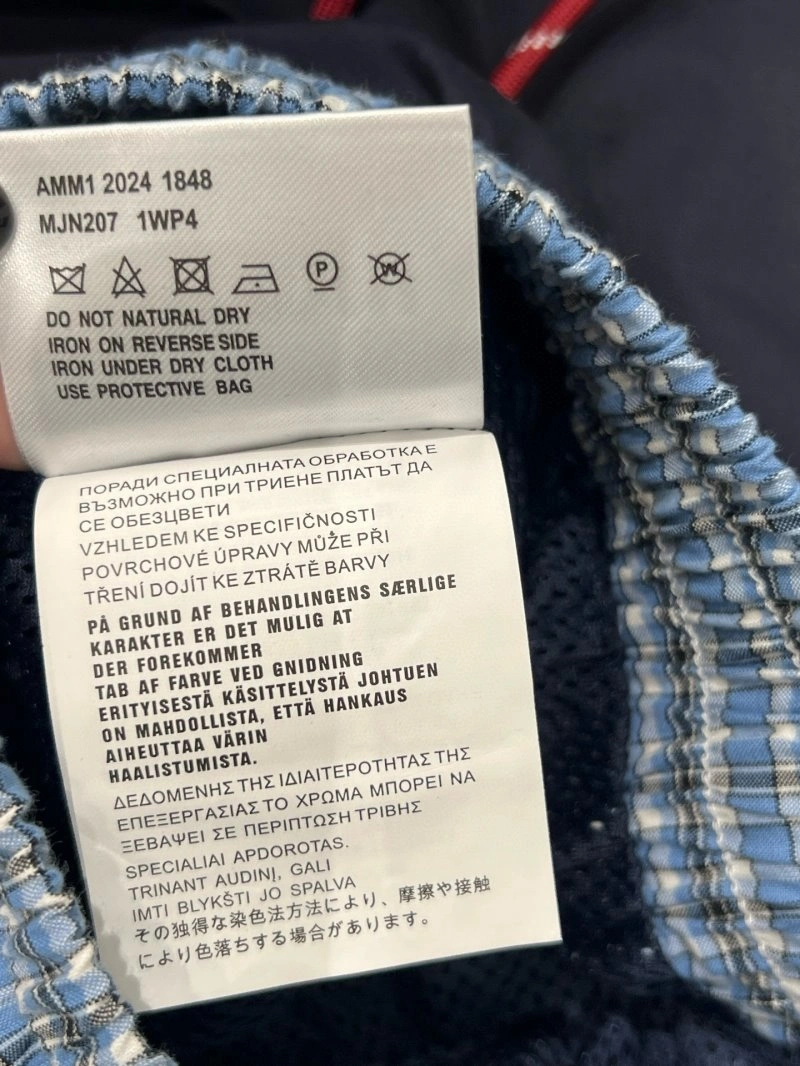 AMM1 2024 1848
MJN207 1WP4
P W
DO NOT NATURAL DRY
IRON ON REVERSE SIDE
IRON UNDER DRY CLOTH
USE PROTECTIVE BAG
ПОРАДИ СПЕЦИАЛНАТА ОБРАБОТКА Е
ВЪЗМОЖНО ПРИ ТРИЕНЕ ПЛАТЪТ ДА
СЕ ОБЕЗЦВЕТИ
VZHLEDEM KE SPECIFIČNOSTI
POVRCHOVÉ ÚPRAVY MŮŽE PŘI
TŘENÍ DOJÍT KE ZTRÁTĚ BARVY
PÅ GRUND AF BEHANDLINGENS SÆRLIGE
KARAKTER ER DET MULIG AT
DER FOREKOMMER
TAB AF FARVE VED GNIDNING
ERITYISESTÄ KÄSITTELYSTÄ JOHTUEN
ON MAHDOLLISTA, ETTÄ HANKAUS
AIHEUTTAA VÄRIN
HAALISTUMISTA.
ΔΕΔΟΜΕΝΗΣ ΤΗΣ ΙΔΙΑΙΤΕΡΟΤΗΤΑΣ ΤΗΣ
ΕΠΕΞΕΡΓΑΣΙΑΣ ΤΟ ΧΡΩΜΑ ΜΠΟΡΕΙ ΝΑ
ΞΕΒΑΨΕΙ ΣΕ ΠΕΡΙΠΤΩΣΗ ΤΡΙΒΗΣ
SPECIALIAI APDOROTAS.
TRINANT AUDINĮ, GALI
IMTI BLYKŠTI JO SPALVA
その独得な染色法方法により、摩擦や接触
により色落ちする場合があります。